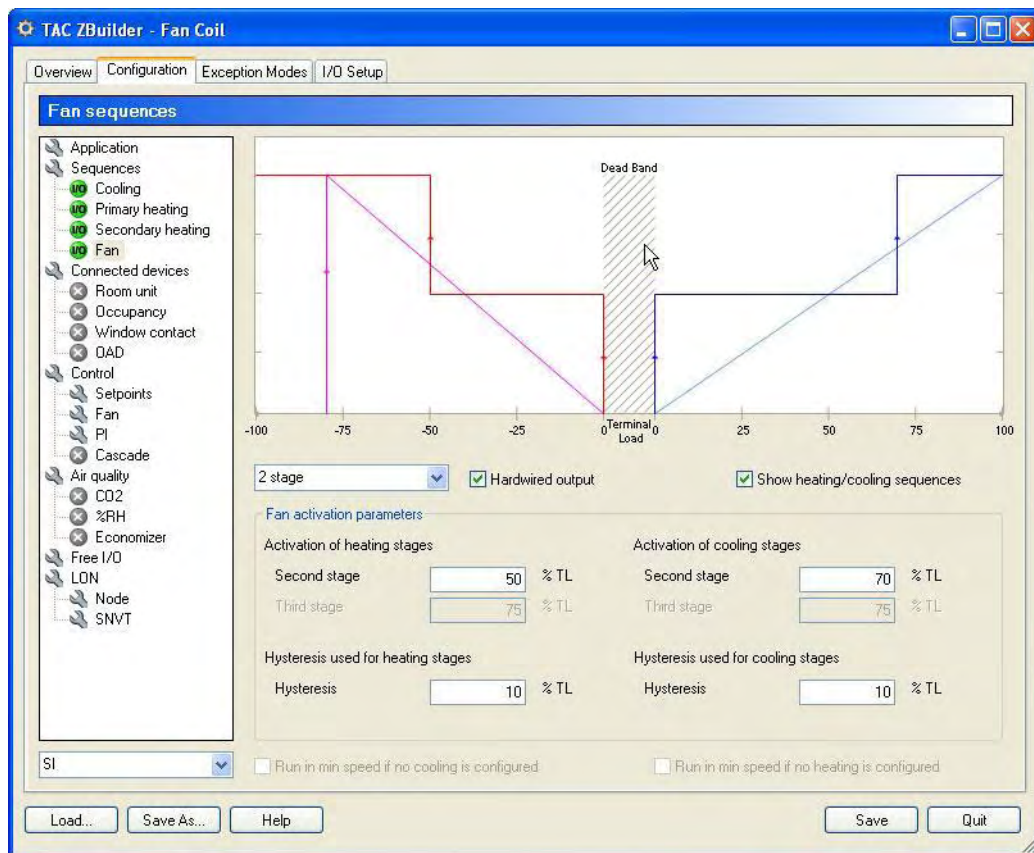 TAC ZBuilder - Fan Coil
Overview Configuration Exception Modes I/O Setup
Fan sequences
Application
Sequences
I/O Cooling
I/O Primary heating
I/O Secondary heating
I/O Fan
Connected devices
Room unit
Occupancy
Window contact
OAD
Control
Setpoints
Fan
PI
Cascade
Air quality
CO2
%RH
Economizer
Free I/O
LON
Node
SNVT
SI
Dead Band
-100 -75 -50 -25 0 Terminal Load 0 25 50 75 100
2 stage Hardwired output Show heating/cooling sequences
Fan activation parameters
Activation of heating stages Activation of cooling stages
Second stage 50 % TL Second stage 70 % TL
Third stage 75 % TL Third stage 75 % TL
Hysteresis used for heating stages Hysteresis used for cooling stages
Hysteresis 10 % TL Hysteresis 10 % TL
Run in min speed if no cooling is configured Run in min speed if no heating is configured
Load... Save As... Help Save Quit